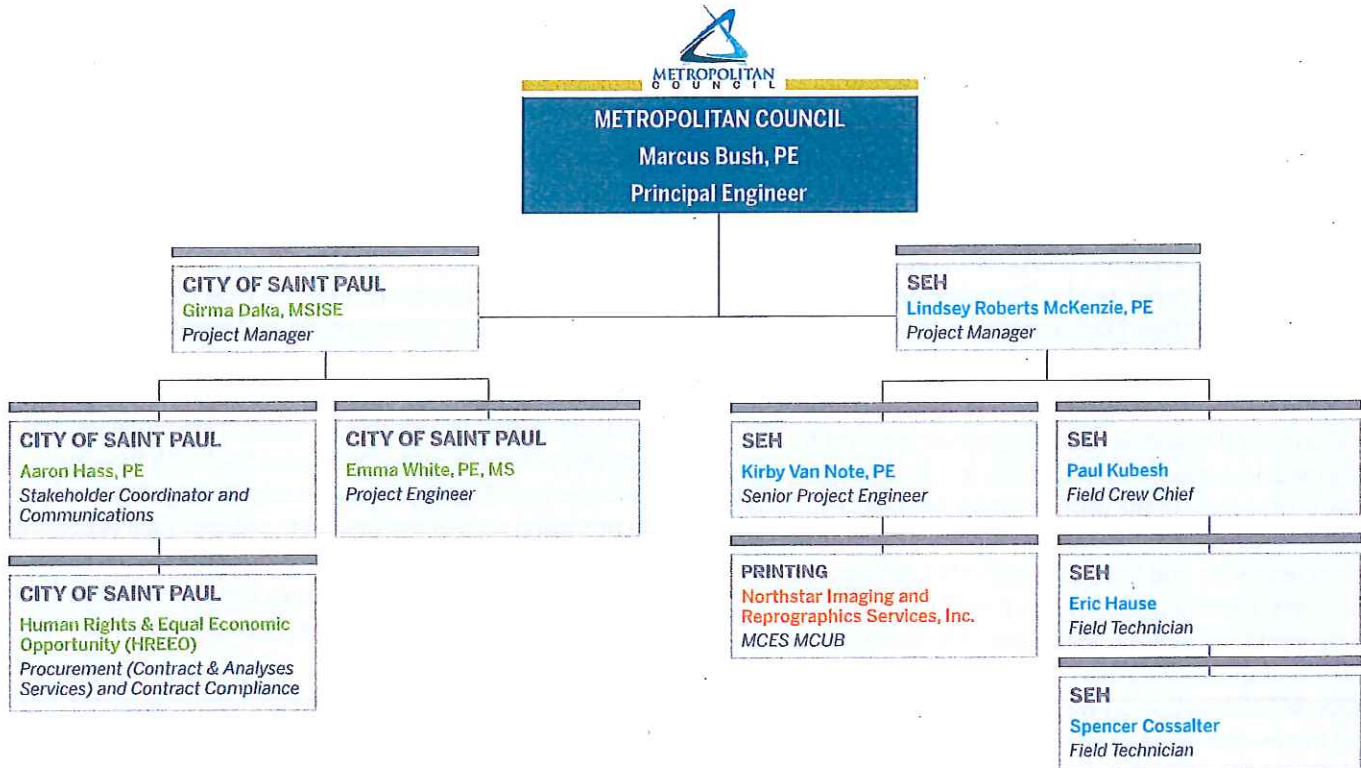 METROPOLITAN
COUNCIL
METROPOLITAN COUNCIL
Marcus Bush, PE
Principal Engineer
CITY OF SAINT PAUL
Girma Daka, MSISE
Project Manager
SEH
Lindsey Roberts McKenzie, PE
Project Manager
CITY OF SAINT PAUL
Aaron Hass, PE
Stakeholder Coordinator and
Communications
CITY OF SAINT PAUL
Emma White, PE, MS
Project Engineer
SEH
Kirby Van Note, PE
Senior Project Engineer
SEH
Paul Kubesh
Field Crew Chief
CITY OF SAINT PAUL
Human Rights & Equal Economic
Opportunity (HREEO)
Procurement (Contract & Analyses
Services) and Contract Compliance
PRINTING
Northstar Imaging and
Reprographics Services, Inc.
MCES MCUB
SEH
Eric Hause
Field Technician
SEH
Spencer Cossalter
Field Technician